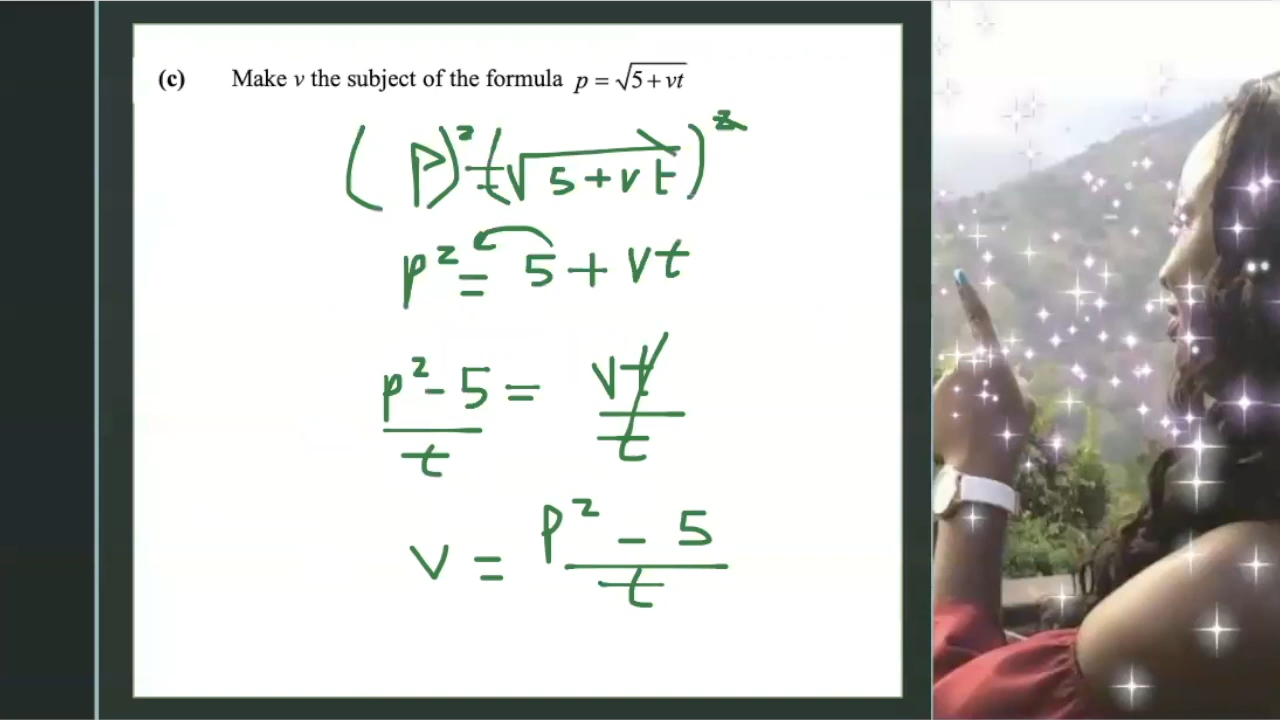 (c) Make v the subject of the formula p = √5 + vt
(p)² = (√5 + vt)²
p² = 5 + vt
p² - 5 = vt
t t
v = p² - 5
t